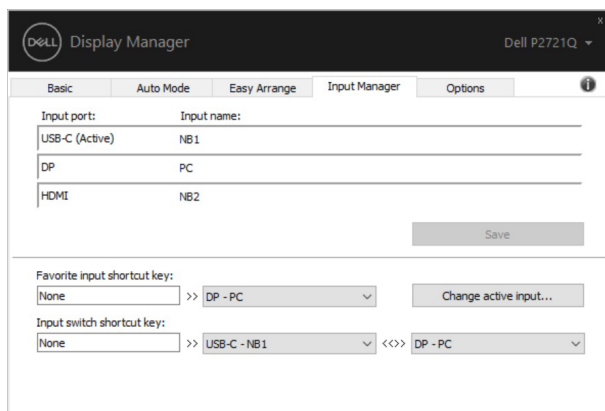 DELL Display Manager
Dell P2721Q
x
Basic Auto Mode Easy Arrange Input Manager Options
Input port: Input name:
USB-C (Active) NB1
DP PC
HDMI NB2
Save
Favorite input shortcut key:
None >> DP - PC Change active input...
Input switch shortcut key:
None >> USB-C - NB1 <<>> DP - PC